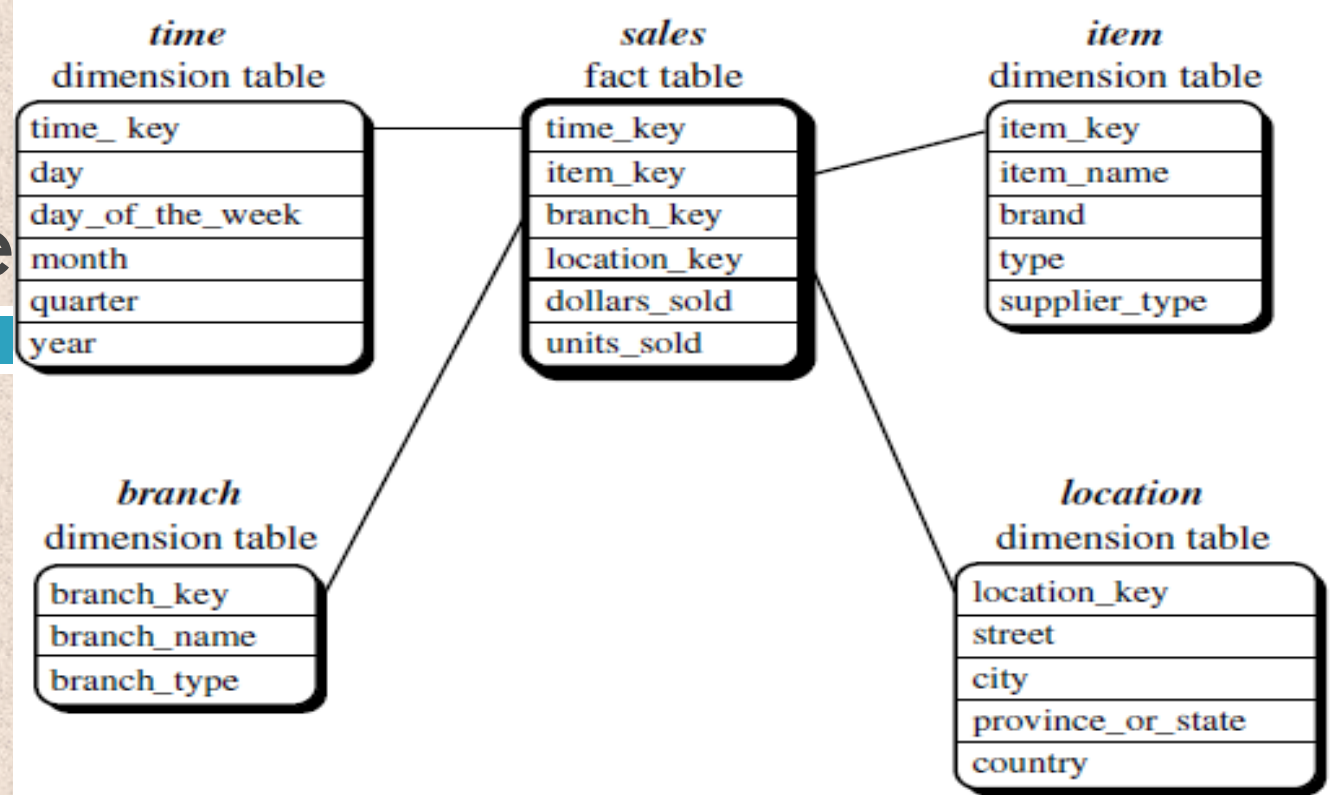 time
dimension table
time_ key
day
day_of_the_week
month
quarter
year
sales
fact table
time_key
item_key
branch_key
location_key
dollars_sold
units_sold
item
dimension table
item_key
item_name
brand
type
supplier_type
branch
dimension table
branch_key
branch_name
branch_type
location
dimension table
location_key
street
city
province_or_state
country
e